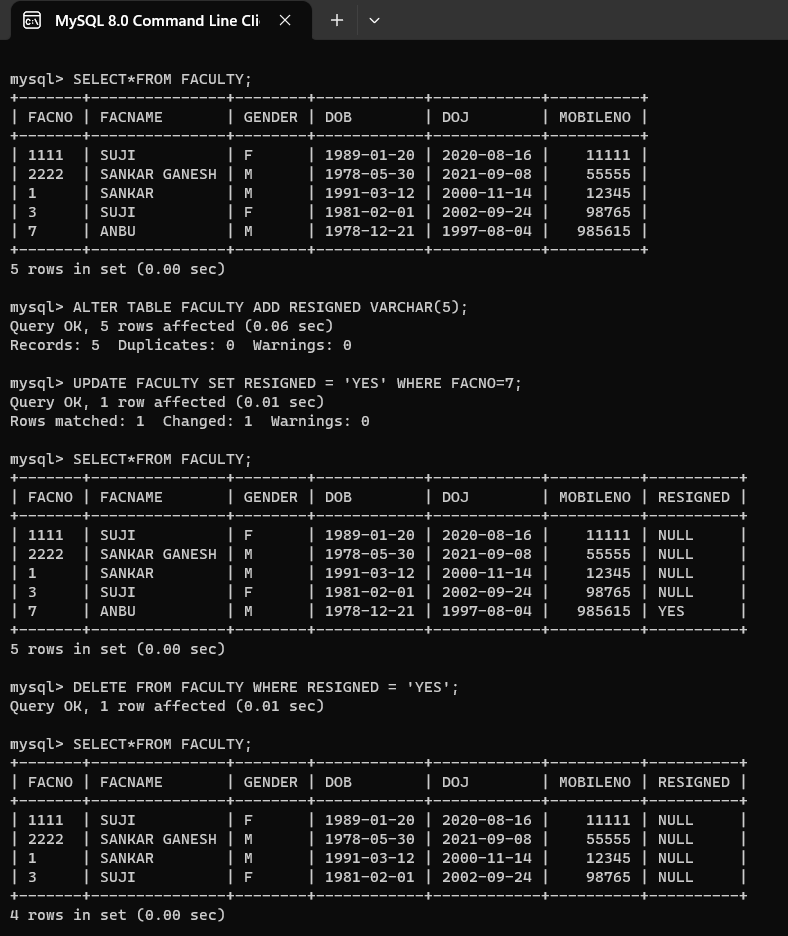 MySQL 8.0 Command Line Cli
mysql> SELECT*FROM FACULTY;
+-------+---------------+--------+------------+------------+----------+
| FACNO | FACNAME       | GENDER | DOB        | DOJ        | MOBILENO |
+-------+---------------+--------+------------+------------+----------+
| 1111  | SUJI          | F      | 1989-01-20 | 2020-08-16 |    11111 |
| 2222  | SANKAR GANESH | M      | 1978-05-30 | 2021-09-08 |    55555 |
| 1     | SANKAR        | M      | 1991-03-12 | 2000-11-14 |    12345 |
| 3     | SUJI          | F      | 1981-02-01 | 2002-09-24 |    98765 |
| 7     | ANBU          | M      | 1978-12-21 | 1997-08-04 |   985615 |
+-------+---------------+--------+------------+------------+----------+
5 rows in set (0.00 sec)
mysql> ALTER TABLE FACULTY ADD RESIGNED VARCHAR(5);
Query OK, 5 rows affected (0.06 sec)
Records: 5  Duplicates: 0  Warnings: 0
mysql> UPDATE FACULTY SET RESIGNED = 'YES' WHERE FACNO=7;
Query OK, 1 row affected (0.01 sec)
Rows matched: 1  Changed: 1  Warnings: 0
mysql> SELECT*FROM FACULTY;
+-------+---------------+--------+------------+------------+----------+----------+
| FACNO | FACNAME       | GENDER | DOB        | DOJ        | MOBILENO | RESIGNED |
+-------+---------------+--------+------------+------------+----------+----------+
| 1111  | SUJI          | F      | 1989-01-20 | 2020-08-16 |    11111 | NULL     |
| 2222  | SANKAR GANESH | M      | 1978-05-30 | 2021-09-08 |    55555 | NULL     |
| 1     | SANKAR        | M      | 1991-03-12 | 2000-11-14 |    12345 | NULL     |
| 3     | SUJI          | F      | 1981-02-01 | 2002-09-24 |    98765 | NULL     |
| 7     | ANBU          | M      | 1978-12-21 | 1997-08-04 |   985615 | YES      |
+-------+---------------+--------+------------+------------+----------+----------+
5 rows in set (0.00 sec)
mysql> DELETE FROM FACULTY WHERE RESIGNED = 'YES';
Query OK, 1 row affected (0.01 sec)
mysql> SELECT*FROM FACULTY;
+-------+---------------+--------+------------+------------+----------+----------+
| FACNO | FACNAME       | GENDER | DOB        | DOJ        | MOBILENO | RESIGNED |
+-------+---------------+--------+------------+------------+----------+----------+
| 1111  | SUJI          | F      | 1989-01-20 | 2020-08-16 |    11111 | NULL     |
| 2222  | SANKAR GANESH | M      | 1978-05-30 | 2021-09-08 |    55555 | NULL     |
| 1     | SANKAR        | M      | 1991-03-12 | 2000-11-14 |    12345 | NULL     |
| 3     | SUJI          | F      | 1981-02-01 | 2002-09-24 |    98765 | NULL     |
+-------+---------------+--------+------------+------------+----------+----------+
4 rows in set (0.00 sec)